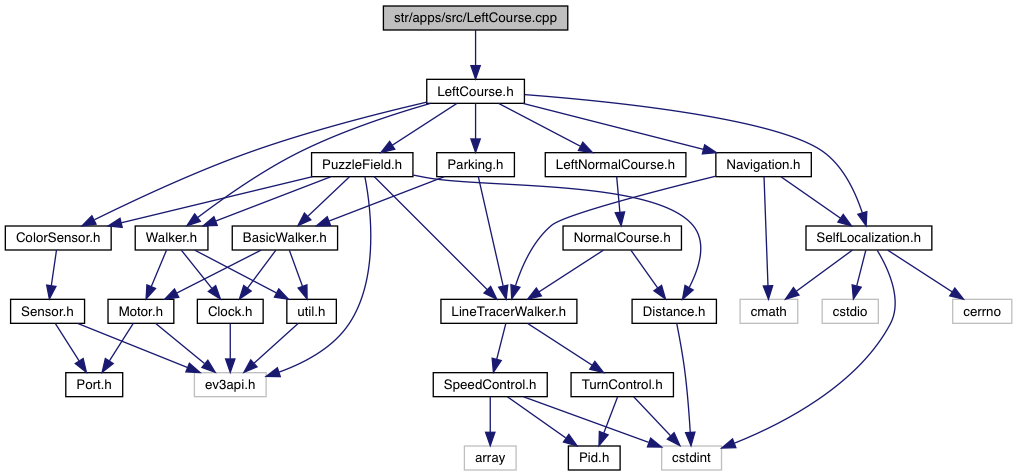 str/apps/src/LeftCourse.cpp
LeftCourse.h
PuzzleField.h
Parking.h
LeftNormalCourse.h
Navigation.h
ColorSensor.h
Walker.h
BasicWalker.h
NormalCourse.h
SelfLocalization.h
Sensor.h
Motor.h
Clock.h
util.h
LineTracerWalker.h
Distance.h
cmath
cstdio
cerrno
Port.h
ev3api.h
SpeedControl.h
TurnControl.h
array
Pid.h
cstdint